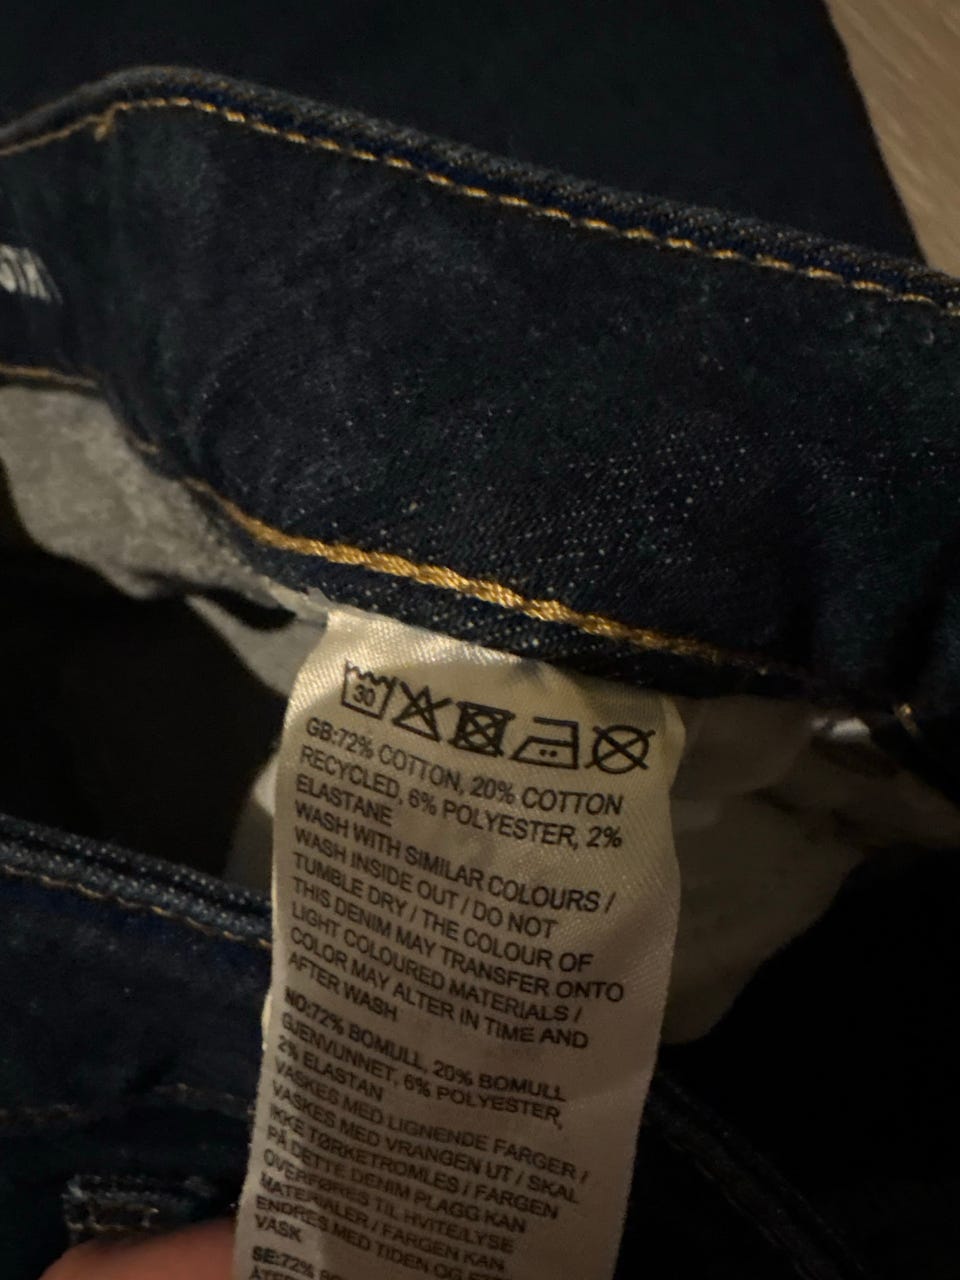 30
GB:72% COTTON, 20% COTTON
RECYCLED, 6% POLYESTER, 2%
ELASTANE
WASH WITH SIMILAR COLOURS /
WASH INSIDE OUT / DO NOT
TUMBLE DRY / THE COLOUR OF
THIS DENIM MAY TRANSFER ONTO
LIGHT COLOURED MATERIALS /
COLOR MAY ALTER IN TIME AND
AFTER WASH
NO:72% BOMULL, 20% BOMULL
GJENVUNNET, 6% POLYESTER,
2% ELASTAN
VASKES MED LIGNENDE FARGER /
VASKES MED VRANGEN UT / SKAL
IKKE TØRKETROMLES / FARGEN
PÅ DETTE DENIM PLAGG KAN
OVERFØRES TIL HVITE/LYSE
MATERIALER / FARGEN KAN
ENDRES MED TIDEN OG
VASK
SE:72%